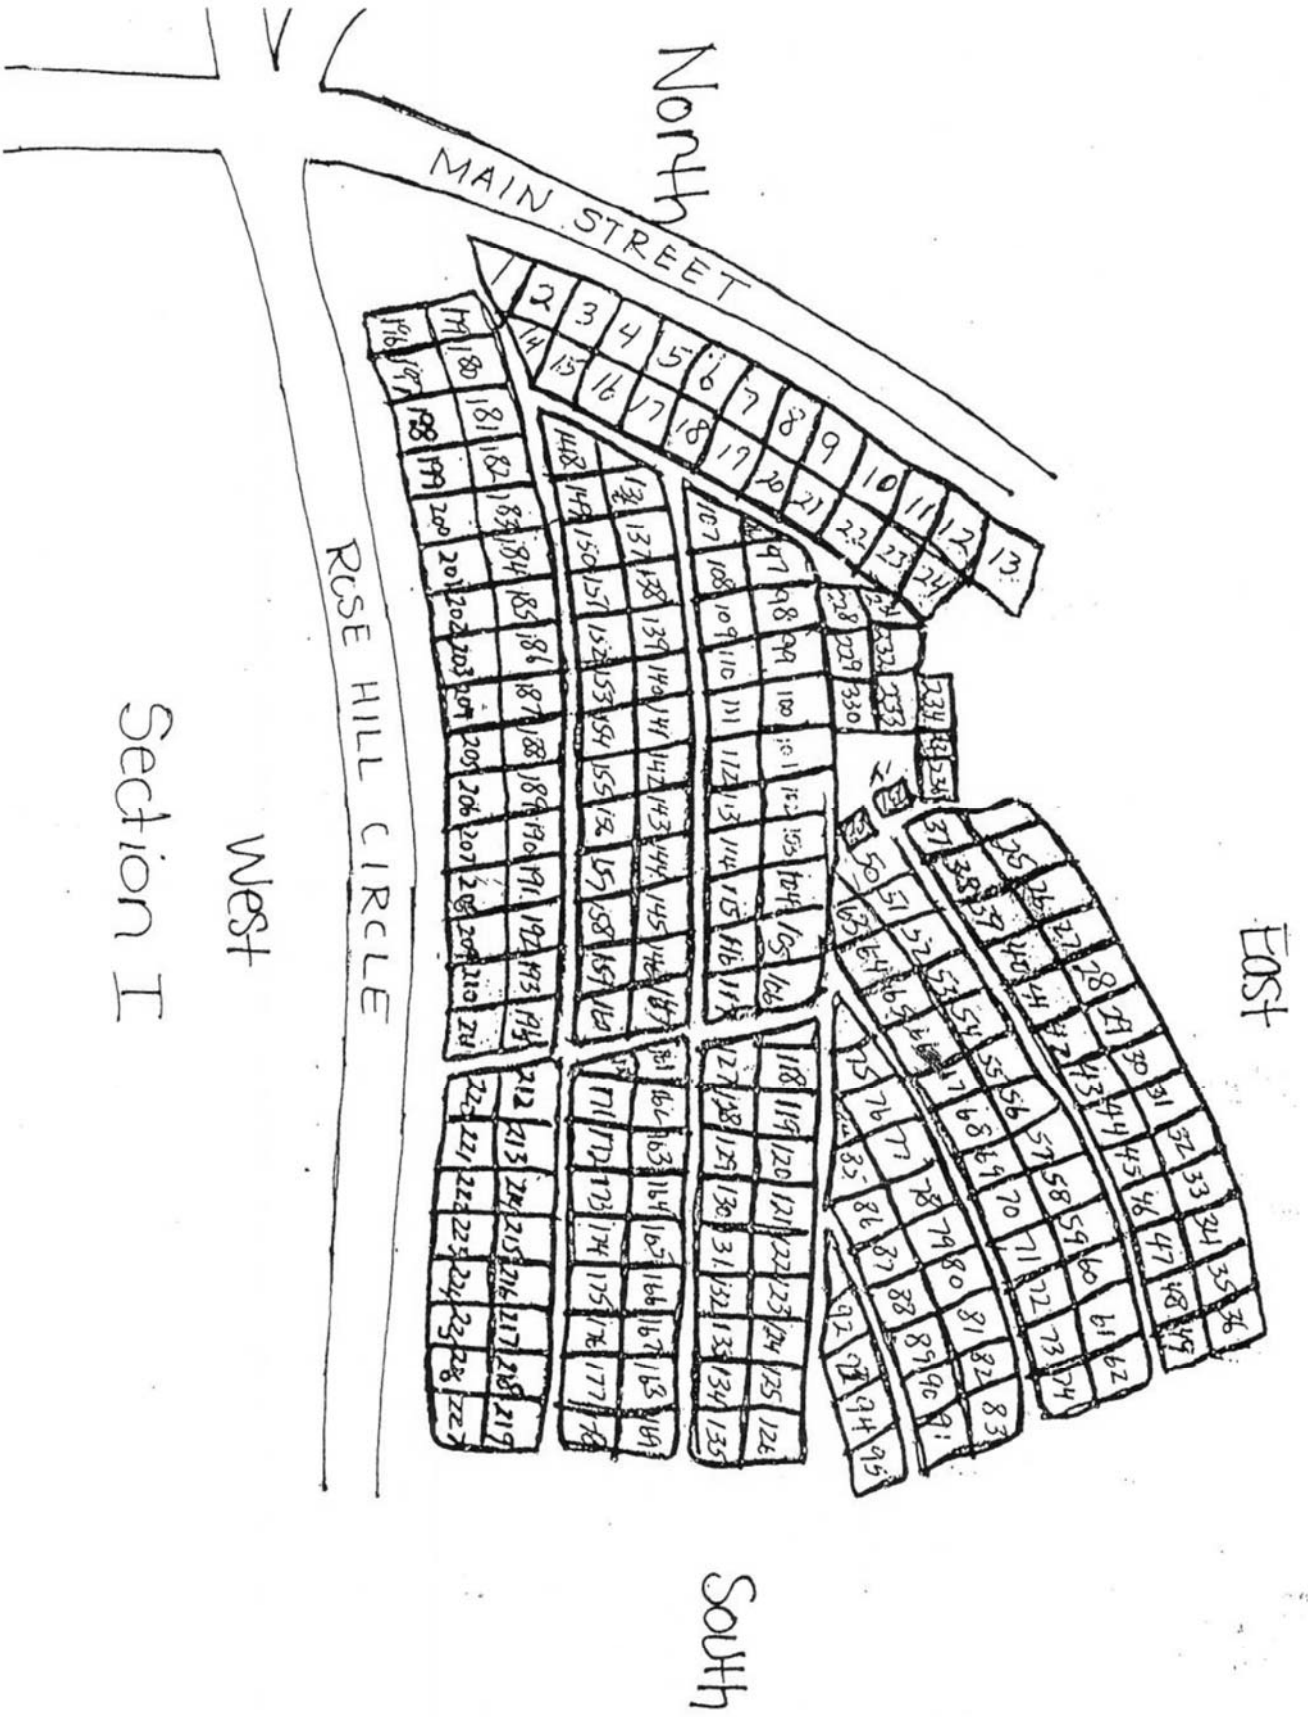 North
MAIN STREET
1 2 3 4 5 6 7 8 9 10 11 12 13
14 15 16 17 18 19 20 21 22 23 24
East
25 26 27 28 29 30 31 32 33 34 35 36
37 38 39 40 41 42 43 44 45 46 47 48 49
50 51 52 53 54 55 56 57 58 59 60 61 62
63 64 65 66 67 68 69 70 71 72 73 74
75 76 77 78 79 80 81 82 83
85 86 87 88 89 90 91
92 94 95
234 236
232 233
228 229 330
97 98 99 100 101 102 103 104 105 106
107 108 109 110 111 112 113 114 115 116 117
118 119 120 121 122 123 124 125 126
127 128 129 130 31 132 133 134 135
136 137 138 139 140 141 142 143 144 145 146 147
148 149 150 151 152 153 154 155 156 157 158 159 160
162 163 164 165 166 167 168 169
171 172 173 174 175 176 177 178
179 180 181 182 183 184 185 186 187 188 189 190 191 192 193 194
196 197 198 199 200 201 202 203 204 205 206 207 208 209 210 211
212 213 214 215 216 217 218 219
221 222 223 224 225 227
ROSE HILL CIRCLE
West
South
Section I